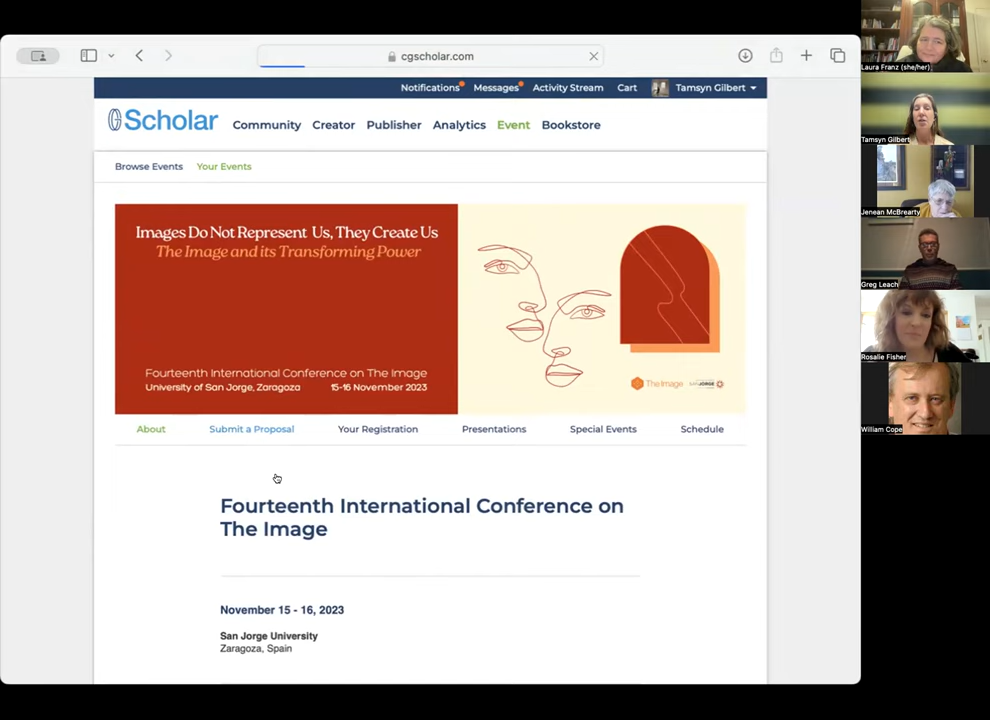 cgscholar.com
Notifications Messages Activity Stream Cart Tamsyn Gilbert
Scholar Community Creator Publisher Analytics Event Bookstore
Browse Events Your Events
Images Do Not Represent Us, They Create Us
The Image and its Transforming Power
Fourteenth International Conference on The Image
University of San Jorge, Zaragoza 15-16 November 2023
The Image
SAN JORGE
About Submit a Proposal Your Registration Presentations Special Events Schedule
Fourteenth International Conference on
The Image
November 15 - 16, 2023
San Jorge University
Zaragoza, Spain
Laura Franz (she/her)
Tamsyn Gilbert
Jenean McBrearty
Greg Leach
Rosalie Fisher
William Cope